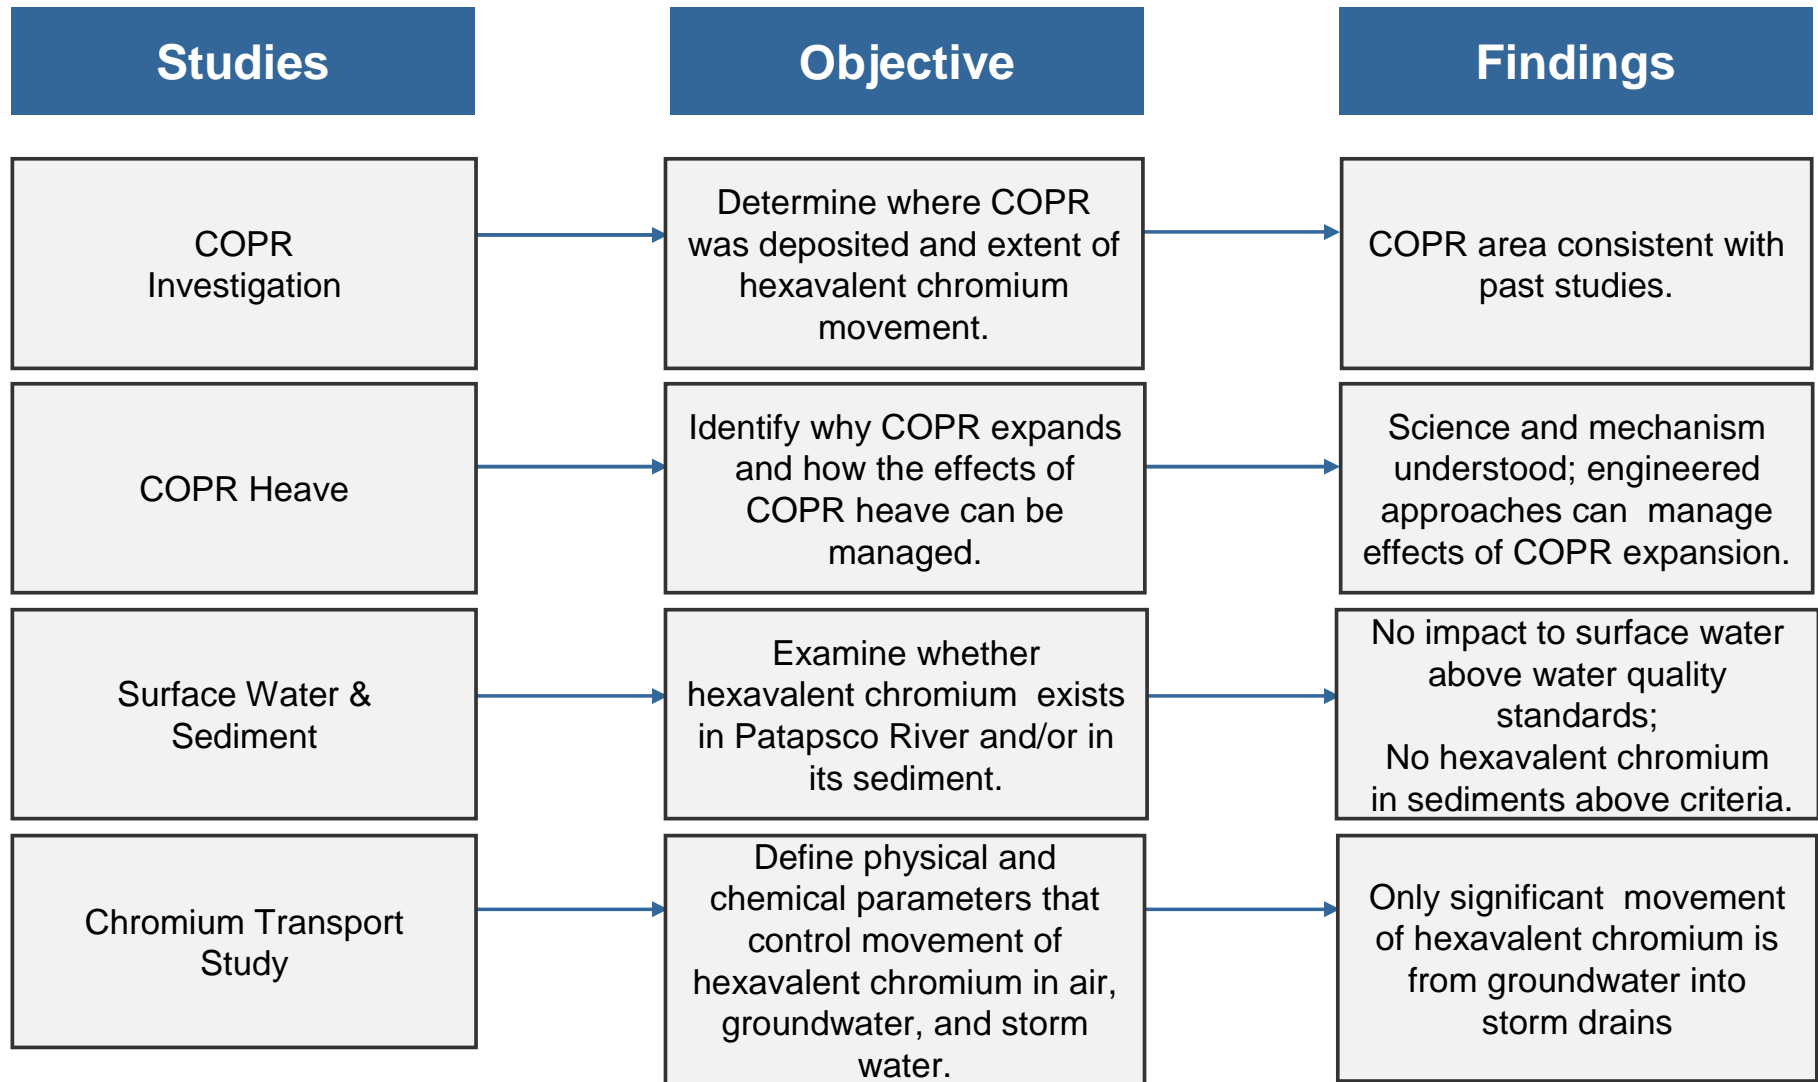 Studies
Objective
Findings
COPR
Investigation
Determine where COPR
was deposited and extent of
hexavalent chromium
movement.
COPR area consistent with
past studies.
COPR Heave
Identify why COPR expands
and how the effects of
COPR heave can be
managed.
Science and mechanism
understood; engineered
approaches can manage
effects of COPR expansion.
Surface Water &
Sediment
Examine whether
hexavalent chromium exists
in Patapsco River and/or in
its sediment.
No impact to surface water
above water quality
standards;
No hexavalent chromium
in sediments above criteria.
Chromium Transport
Study
Define physical and
chemical parameters that
control movement of
hexavalent chromium in air,
groundwater, and storm
water.
Only significant movement
of hexavalent chromium is
from groundwater into
storm drains